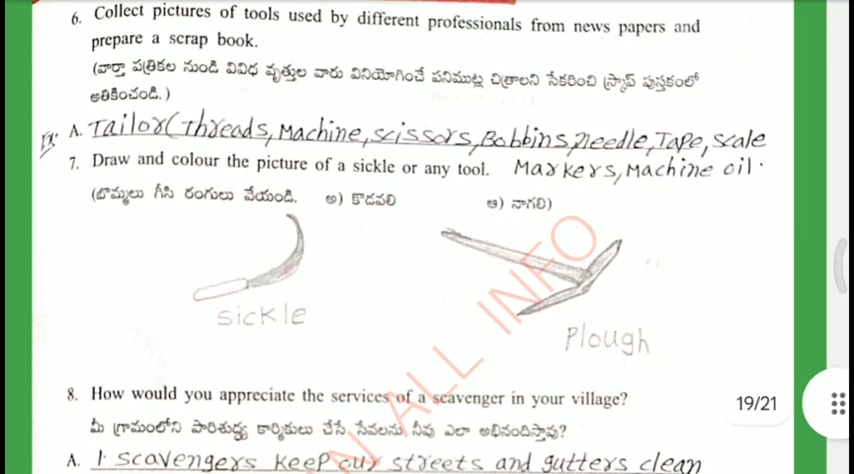 6. Collect pictures of tools used by different professionals from news papers and
prepare a scrap book.
(వార్తా పత్రికల నుండి వివిధ వృత్తుల వారు వినియోగించే పనిముట్ల చిత్రాలని సేకరించి స్క్రాప్ పుస్తకంలో
అతికించండి.)
A. Tailor(threads, Machine, scissors, Bobbins, needle, Tape, scale
7. Draw and colour the picture of a sickle or any tool. Markers, Machine oil.
(బొమ్మలు గీసి రంగులు వేయండి. అ) కొడవలి ఆ) నాగలి)
sickle
Plough
ALL INFO
8. How would you appreciate the services of a scavenger in your village?
19/21
మీ గ్రామంలోని పారిశుద్ధ్య కార్మికులు చేసే సేవలను నీవు ఎలా అభినందిస్తావు?
A. 1. scavengers keep our streets and gutters clean